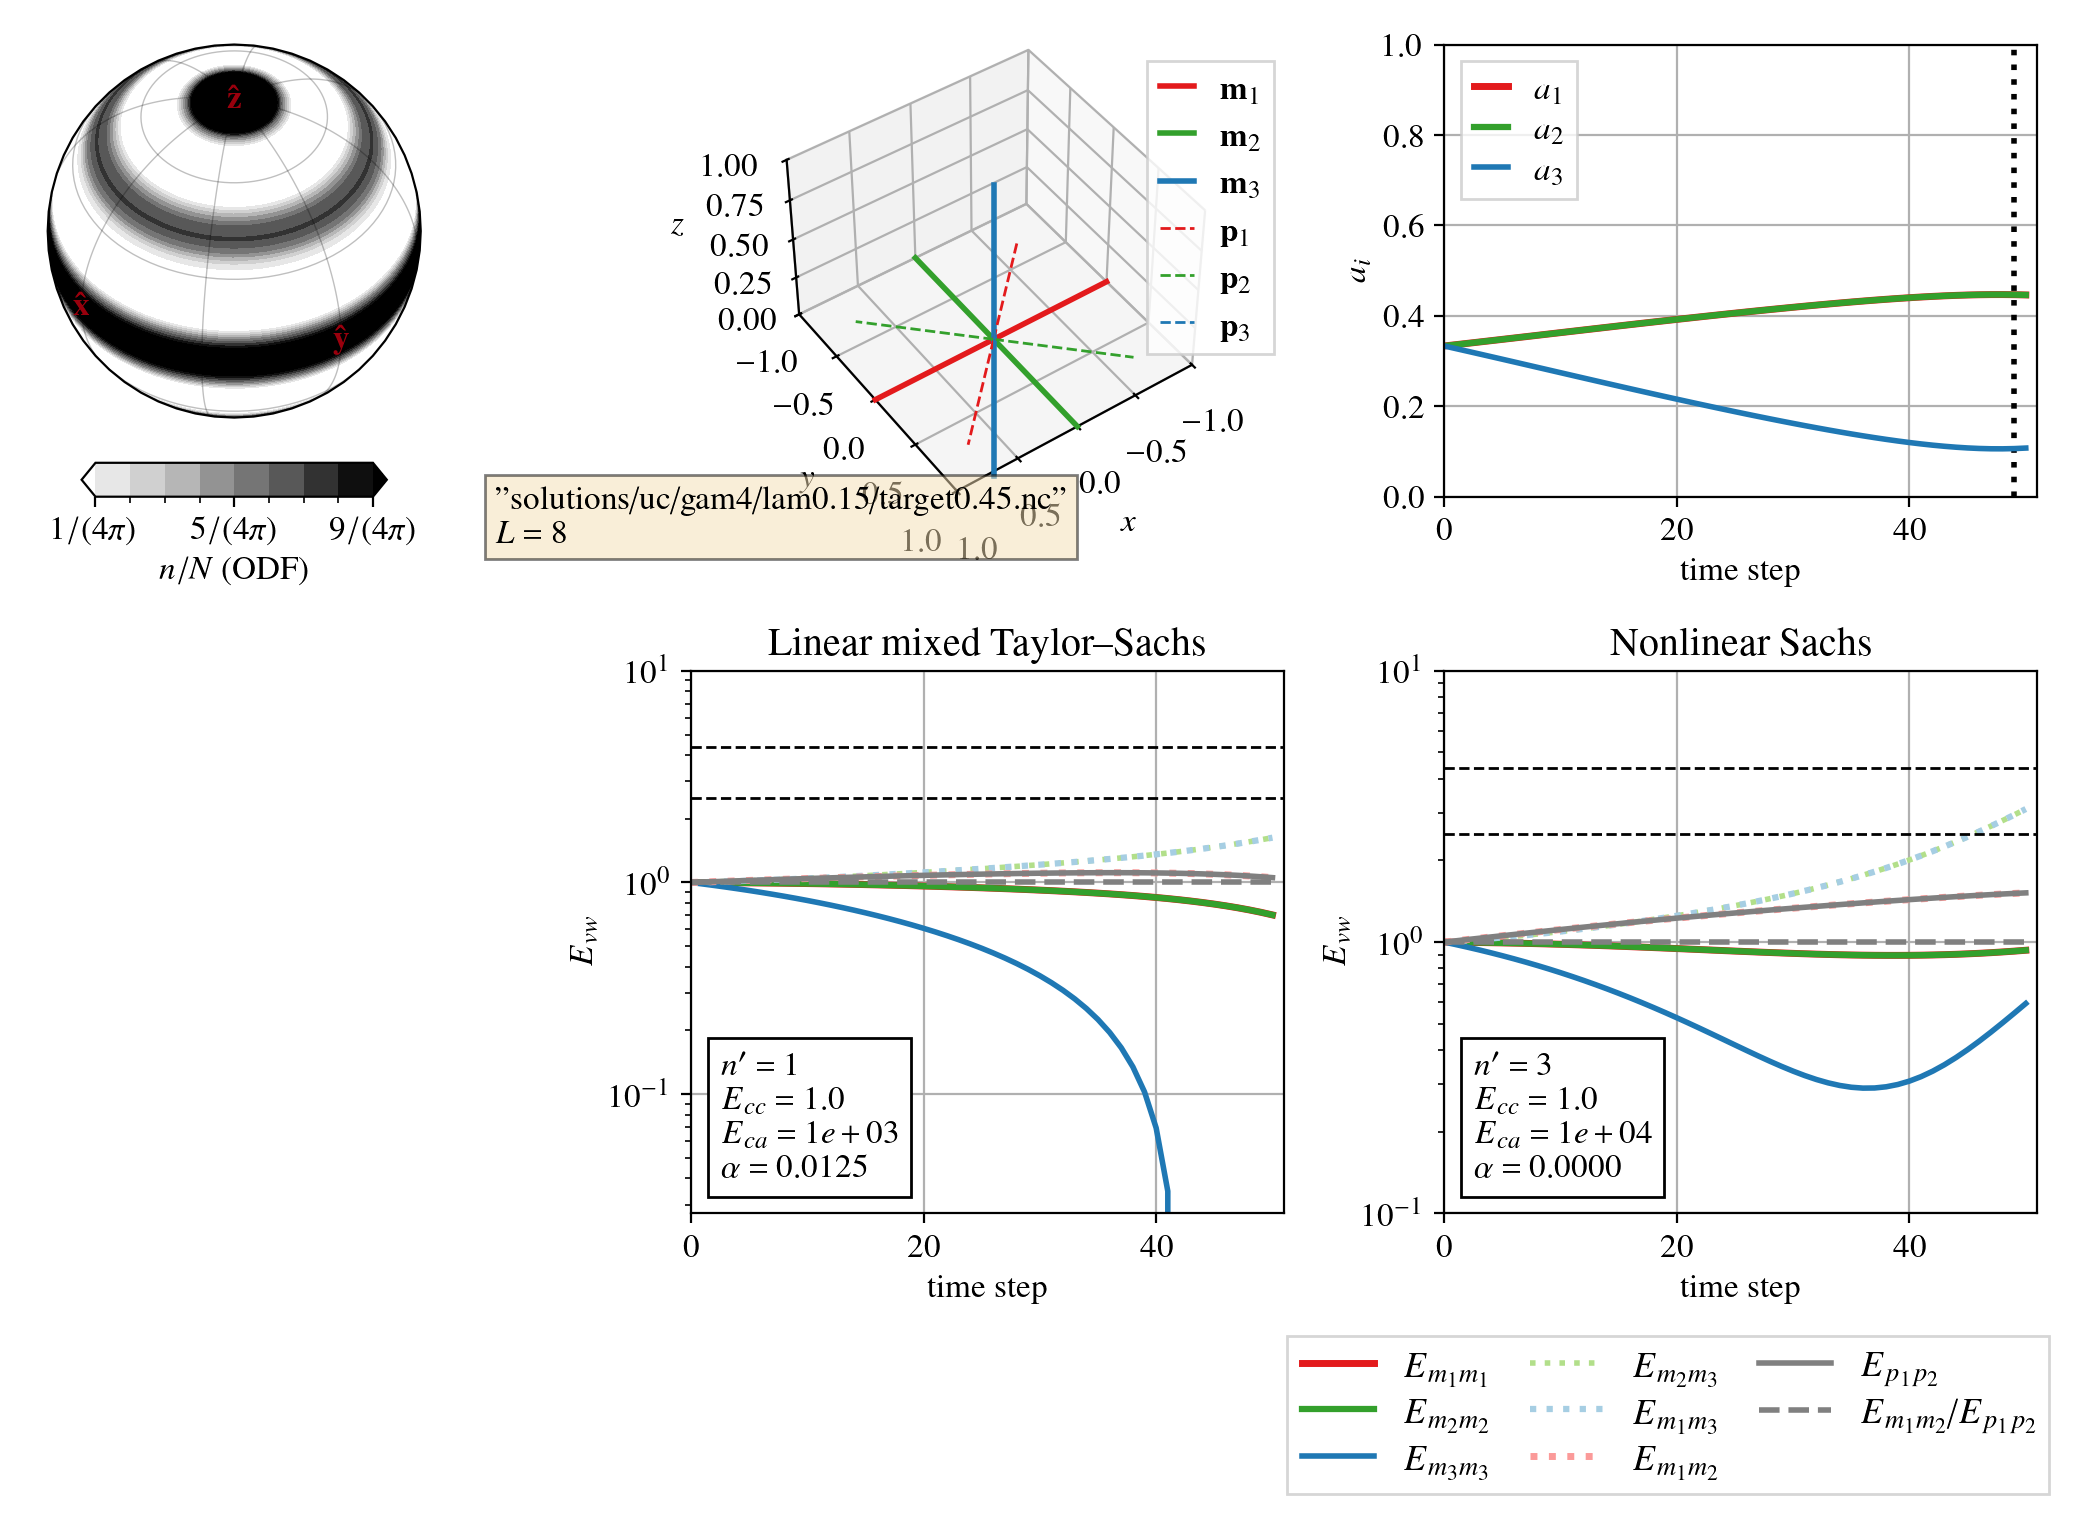 ẑ
x̂
ŷ
1/(4π) 5/(4π) 9/(4π)
n/N (ODF)
1.00
0.75
0.50
0.25
0.00
z
−1.0
−0.5
0.0
0.5
1.0
y
−1.0
−0.5
0.0
0.5
1.0
x
m1
m2
m3
p1
p2
p3
"solutions/uc/gam4/lam0.15/target0.45.nc"
L = 8
1.0
0.8
0.6
0.4
0.2
0.0
ai
a1
a2
a3
0 20 40
time step
Linear mixed Taylor–Sachs
10^1
10^0
10^−1
Evw
n′ = 1
Ecc = 1.0
Eca = 1e + 03
α = 0.0125
0 20 40
time step
Nonlinear Sachs
10^1
10^0
10^−1
Evw
n′ = 3
Ecc = 1.0
Eca = 1e + 04
α = 0.0000
0 20 40
time step
Em1m1 Em2m3 Ep1p2
Em2m2 Em1m3 Em1m2/Ep1p2
Em3m3 Em1m2